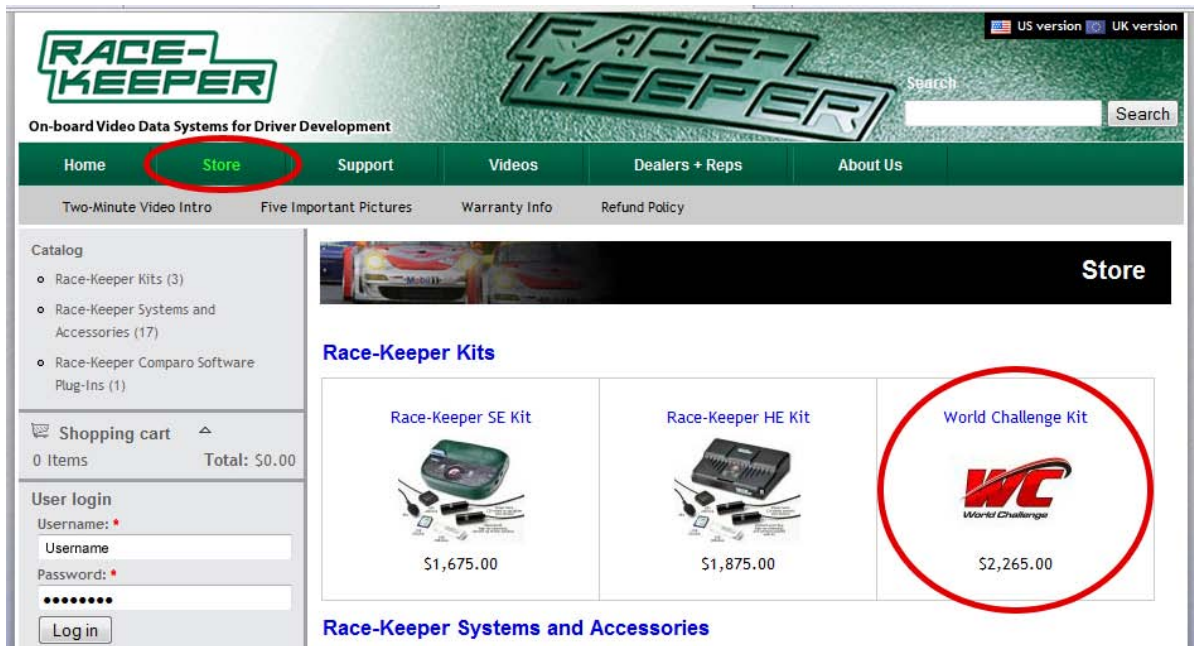 RACE-
KEEPER
On-board Video Data Systems for Driver Development
RACE-
KEEPER
US version UK version
Search
Search
Home Store Support Videos Dealers + Reps About Us
Two-Minute Video Intro Five Important Pictures Warranty Info Refund Policy
Catalog
Race-Keeper Kits (3)
Race-Keeper Systems and
Accessories (17)
Race-Keeper Comparo Software
Plug-Ins (1)
Shopping cart
0 Items Total: $0.00
User login
Username: *
Username
Password: *
Log in
Mobil 1
Store
Race-Keeper Kits
Race-Keeper SE Kit
$1,675.00
Race-Keeper HE Kit
$1,875.00
World Challenge Kit
WC
World Challenge
$2,265.00
Race-Keeper Systems and Accessories